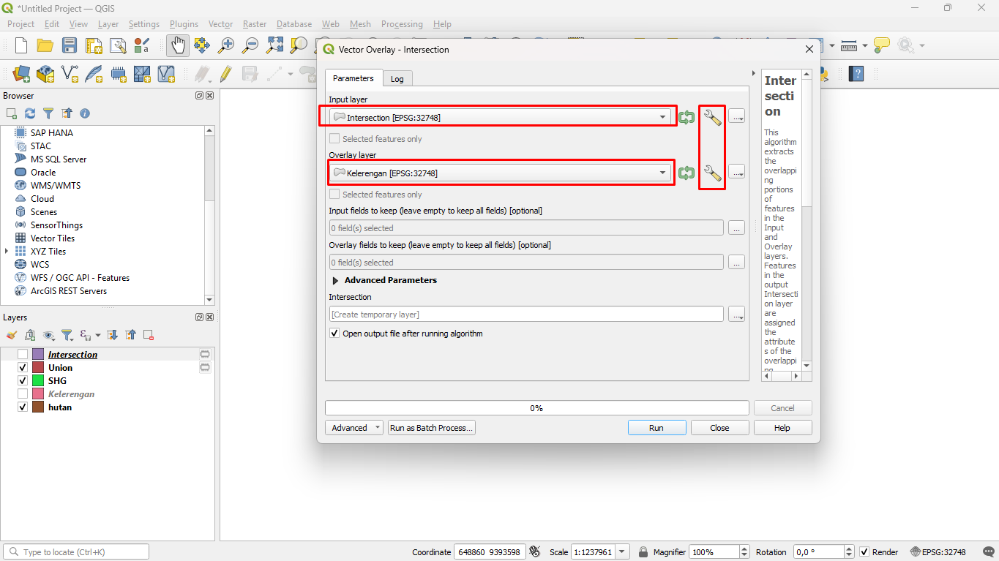 *Untitled Project — QGIS
Project Edit View Layer Settings Plugins Vector Raster Database Web Mesh Processing Help
Vector Overlay - Intersection
Parameters Log
Input layer
Intersection [EPSG:32748]
...
Selected features only
Overlay layer
Kelerengan [EPSG:32748]
...
Selected features only
Input fields to keep (leave empty to keep all fields) [optional]
0 field(s) selected
...
Overlay fields to keep (leave empty to keep all fields) [optional]
0 field(s) selected
...
Advanced Parameters
Intersection
[Create temporary layer]
...
Open output file after running algorithm
0%
Cancel
Advanced
Run as Batch Process...
Run
Close
Help
Inter
secti
on
This
algorithm
extracts
the
overlappi
ng
portions
of
features
in the
Input
and
Overlay
layers.
Features
in the
output
Intersecti
on layer
are
assigned
the
attribute
s of the
overlappi
ng
Browser
SAP HANA
STAC
MS SQL Server
Oracle
WMS/WMTS
Cloud
Scenes
SensorThings
Vector Tiles
XYZ Tiles
WCS
WFS / OGC API - Features
ArcGIS REST Servers
Layers
Intersection
Union
SHG
Kelerengan
hutan
Type to locate (Ctrl+K)
Coordinate 648860 9393598
Scale 1:1237961
Magnifier 100%
Rotation 0,0 °
Render
EPSG:32748